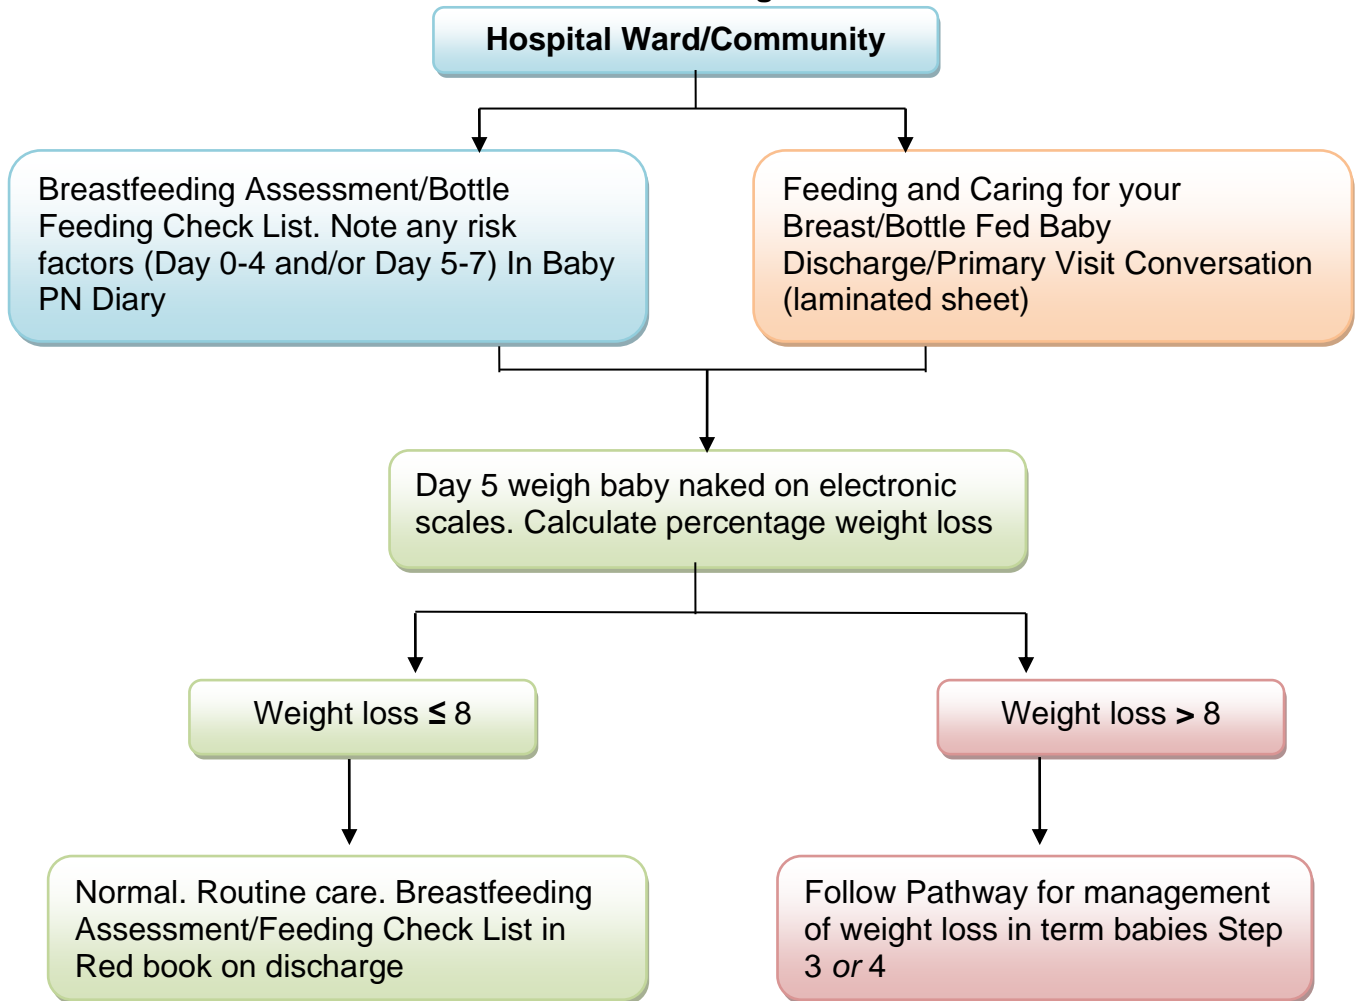 Hospital Ward/Community
Breastfeeding Assessment/Bottle
Feeding Check List. Note any risk
factors (Day 0-4 and/or Day 5-7) In Baby
PN Diary
Feeding and Caring for your
Breast/Bottle Fed Baby
Discharge/Primary Visit Conversation
(laminated sheet)
Day 5 weigh baby naked on electronic
scales. Calculate percentage weight loss
Weight loss ≤ 8
Weight loss > 8
Normal. Routine care. Breastfeeding
Assessment/Feeding Check List in
Red book on discharge
Follow Pathway for management
of weight loss in term babies Step
3 or 4